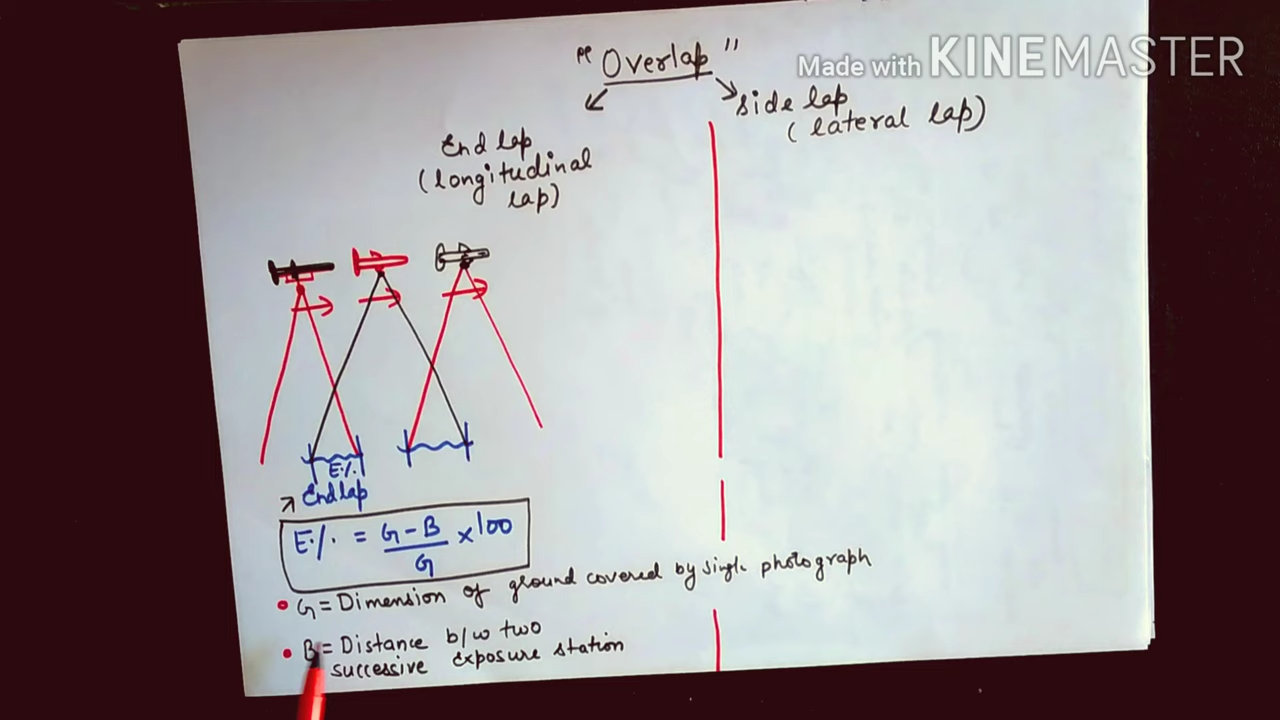 "Overlap"
Made with KINEMASTER
End lap
(longitudinal
lap)
side lap
(lateral lap)
E%
End lap
E% = G-B/G ×100
G = Dimension of ground covered by single photograph
B = Distance b/w two
successive exposure station